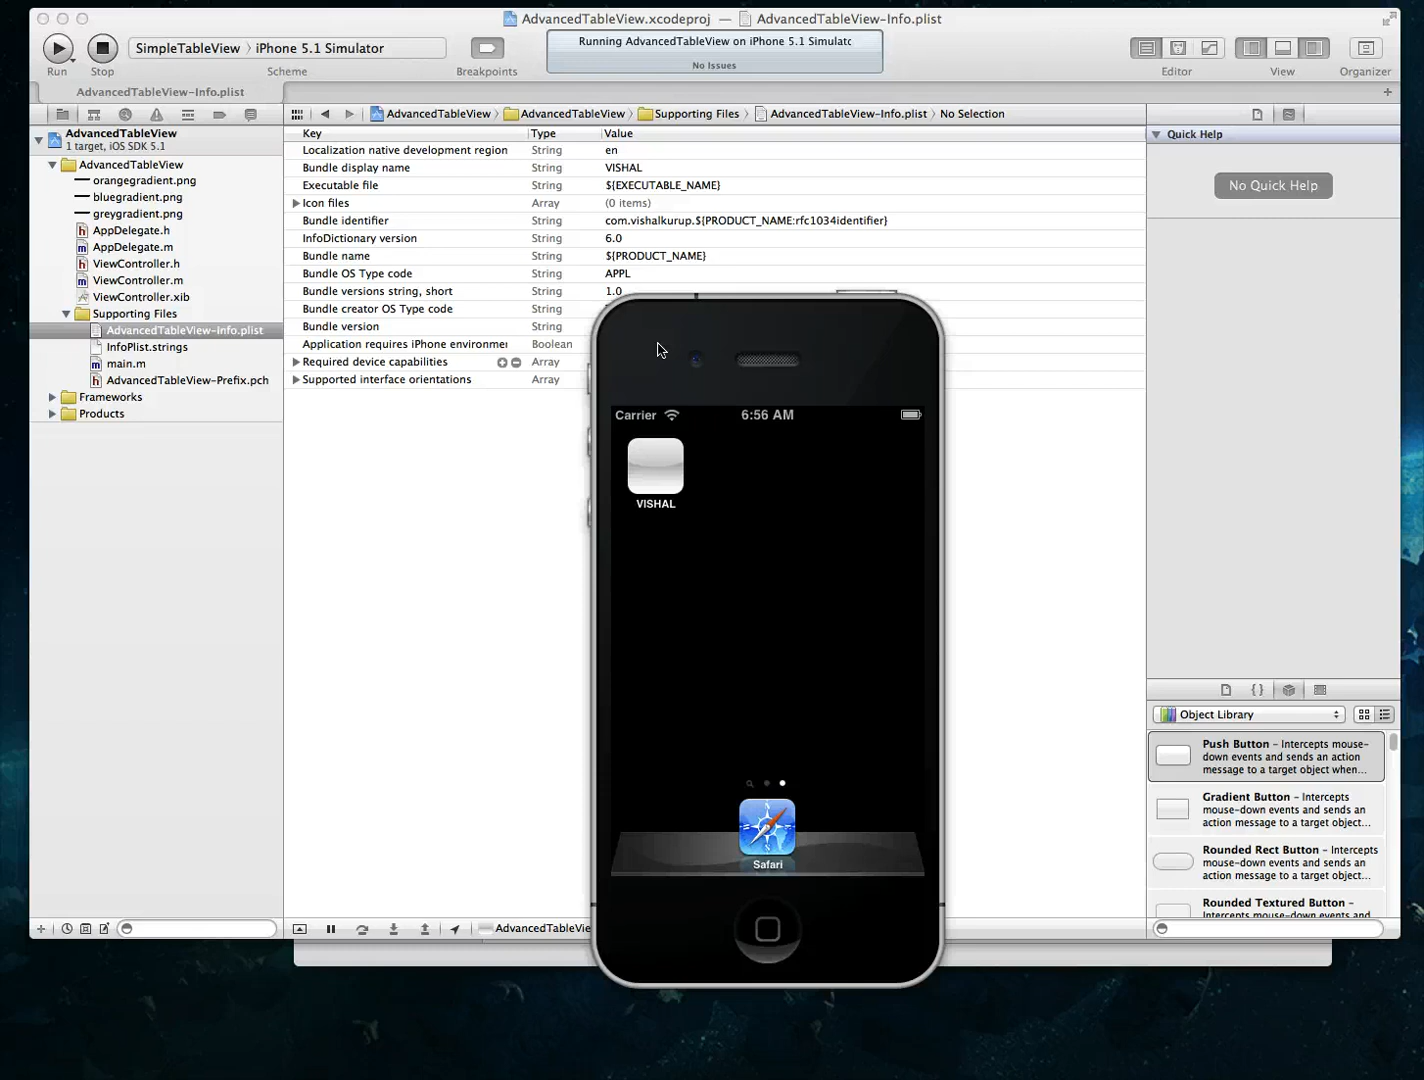 AdvancedTableView.xcodeproj — AdvancedTableView-Info.plist
Run
Stop
SimpleTableView 〉 iPhone 5.1 Simulator
Scheme
Breakpoints
Running AdvancedTableView on iPhone 5.1 Simulatc
No Issues
Editor
View
Organizer
AdvancedTableView-Info.plist
AdvancedTableView 〉 AdvancedTableView 〉 Supporting Files 〉 AdvancedTableView-Info.plist 〉 No Selection
AdvancedTableView
1 target, iOS SDK 5.1
AdvancedTableView
orangegradient.png
bluegradient.png
greygradient.png
AppDelegate.h
AppDelegate.m
ViewController.h
ViewController.m
ViewController.xib
Supporting Files
AdvancedTableView-Info.plist
InfoPlist.strings
main.m
AdvancedTableView-Prefix.pch
Frameworks
Products
Key Type Value
Localization native development region String en
Bundle display name String VISHAL
Executable file String ${EXECUTABLE_NAME}
Icon files Array (0 items)
Bundle identifier String com.vishalkurup.${PRODUCT_NAME:rfc1034identifier}
InfoDictionary version String 6.0
Bundle name String ${PRODUCT_NAME}
Bundle OS Type code String APPL
Bundle versions string, short String 1.0
Bundle creator OS Type code String
Bundle version String
Application requires iPhone environmer Boolean
Required device capabilities Array
Supported interface orientations Array
Carrier 6:56 AM
VISHAL
Safari
AdvancedTableVie
Quick Help
No Quick Help
Object Library
Push Button – Intercepts mouse-
down events and sends an action
message to a target object when...
Gradient Button – Intercepts
mouse-down events and sends an
action message to a target object...
Rounded Rect Button – Intercepts
mouse-down events and sends an
action message to a target object...
Rounded Textured Button –
Intercepts mouse-down events and